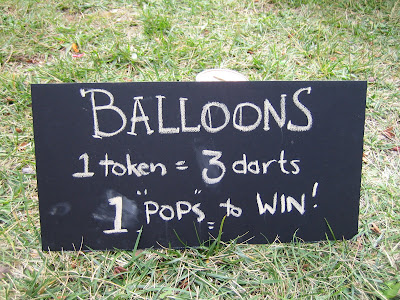 BALLOONS
1 token = 3 darts
1 "POPS" to WIN!